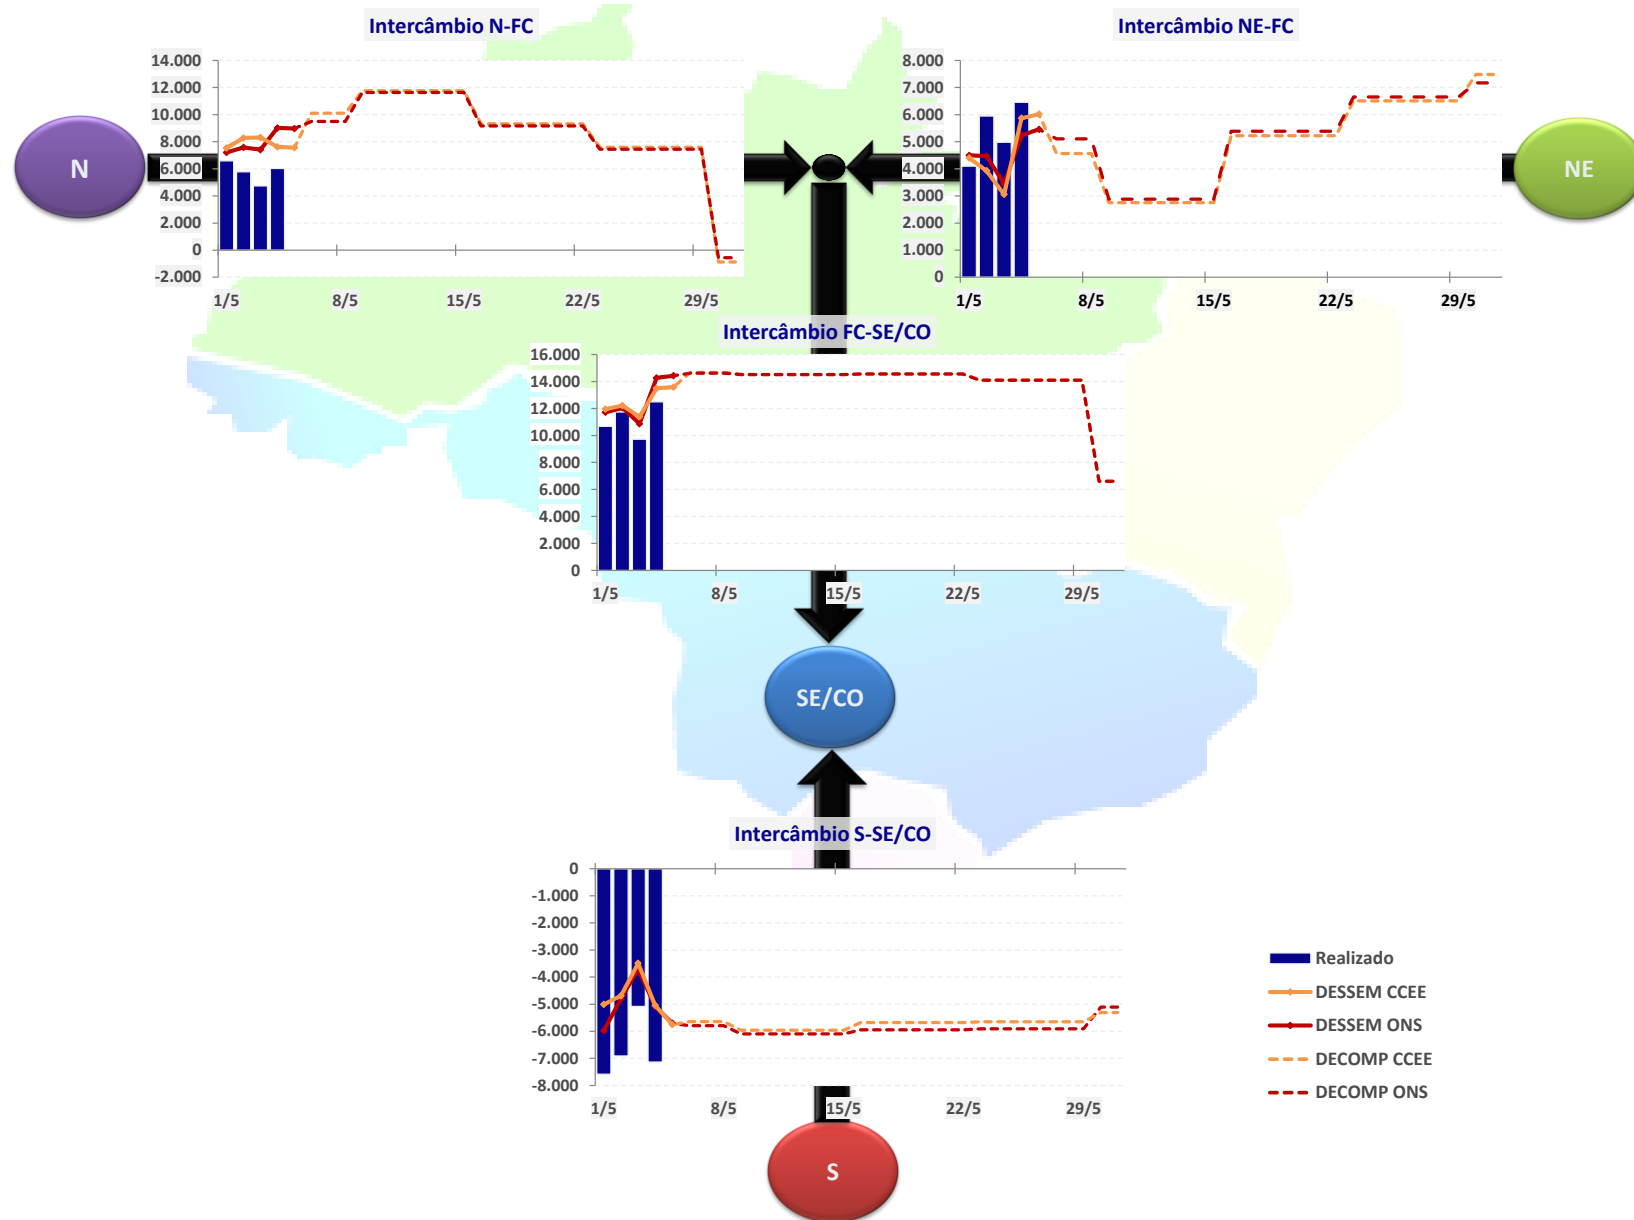 Intercâmbio N-FC
14.000
12.000
10.000
8.000
6.000
4.000
2.000
0
-2.000
1/5 8/5 15/5 22/5 29/5
N
Intercâmbio NE-FC
8.000
7.000
6.000
5.000
4.000
3.000
2.000
1.000
0
1/5 8/5 15/5 22/5 29/5
NE
Intercâmbio FC-SE/CO
16.000
14.000
12.000
10.000
8.000
6.000
4.000
2.000
0
1/5 8/5 15/5 22/5 29/5
SE/CO
Intercâmbio S-SE/CO
0
-1.000
-2.000
-3.000
-4.000
-5.000
-6.000
-7.000
-8.000
1/5 8/5 15/5 22/5 29/5
Realizado
DESSEM CCEE
DESSEM ONS
DECOMP CCEE
DECOMP ONS
S